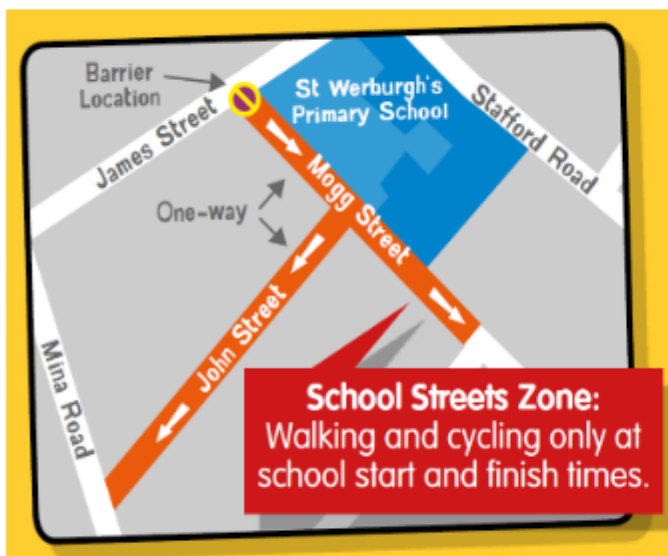 Barrier
Location
St Werburgh's
Primary School
Stafford Road
James Street
Mogg Street
One-way
John Street
Mina Road
School Streets Zone:
Walking and cycling only at
school start and finish times.